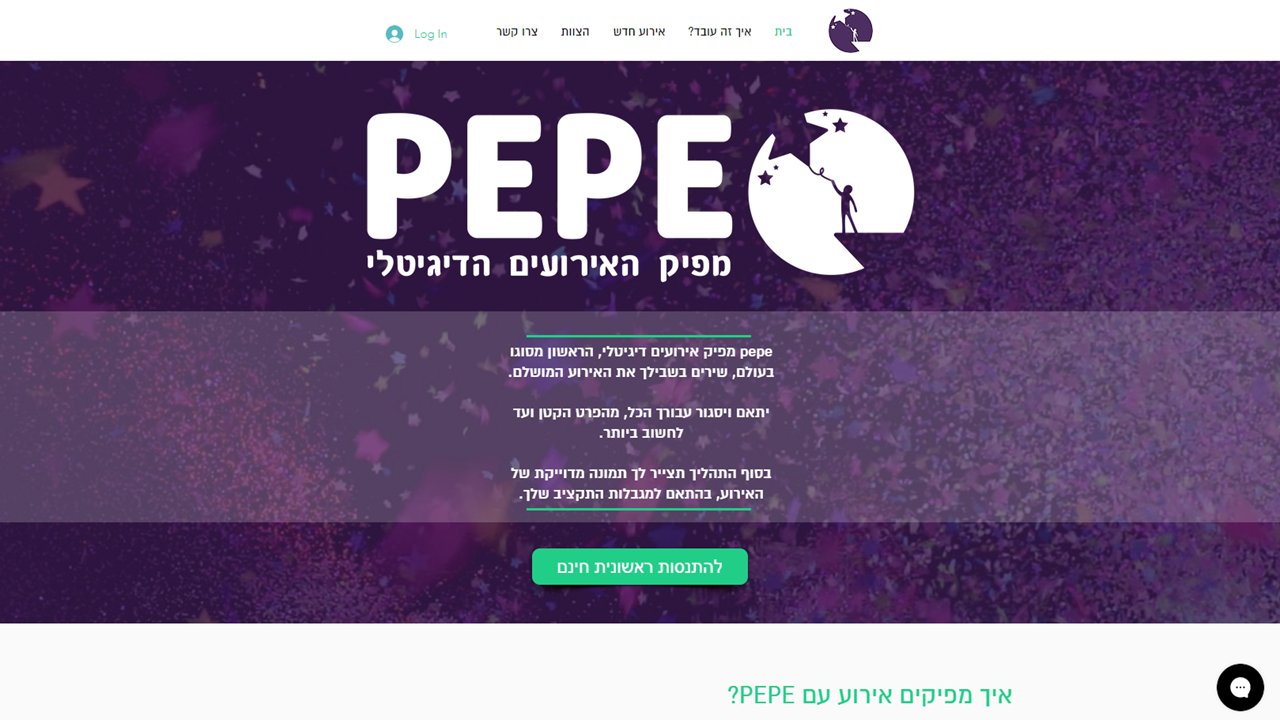 בית
איך זה עובד?
אירוע חדש
הצוות
צרו קשר
Log In
PEPE
מפיק האירועים הדיגיטלי
pepe מפיק אירועים דיגיטלי, הראשון מסוגו
בעולם, שירים בשבילך את האירוע המושלם.
יתאם ויסגור עבורך הכל, מהפרט הקטן ועד
לחשוב ביותר.
בסוף התהליך תצייר לך תמונה מדוייקת של
האירוע, בהתאם למגבלות התקציב שלך.
להתנסות ראשונית חינם
איך מפיקים אירוע עם PEPE?